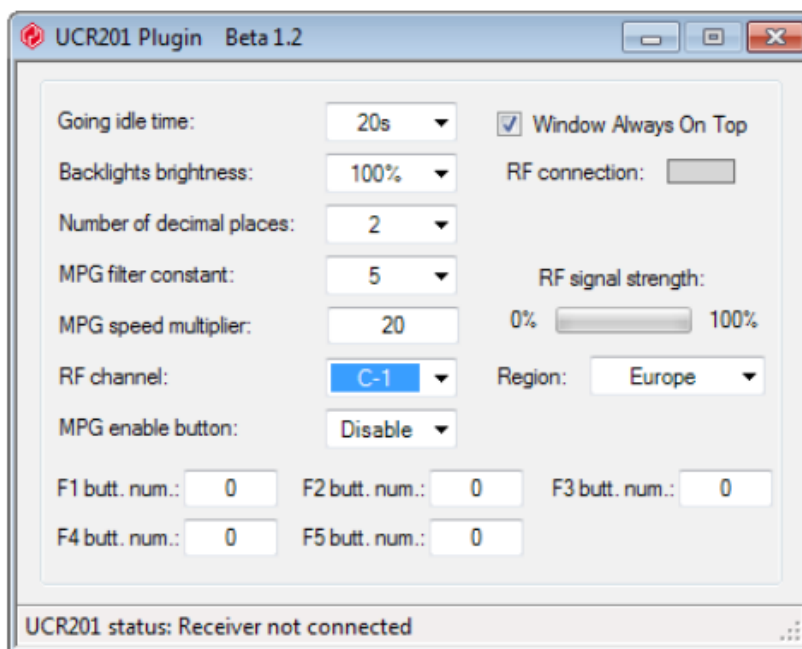 UCR201 Plugin Beta 1.2
Going idle time: 20s Window Always On Top
Backlights brightness: 100% RF connection:
Number of decimal places: 2
MPG filter constant: 5 RF signal strength:
MPG speed multiplier: 20 0% 100%
RF channel: C-1 Region: Europe
MPG enable button: Disable
F1 butt. num.: 0 F2 butt. num.: 0 F3 butt. num.: 0
F4 butt. num.: 0 F5 butt. num.: 0
UCR201 status: Receiver not connected